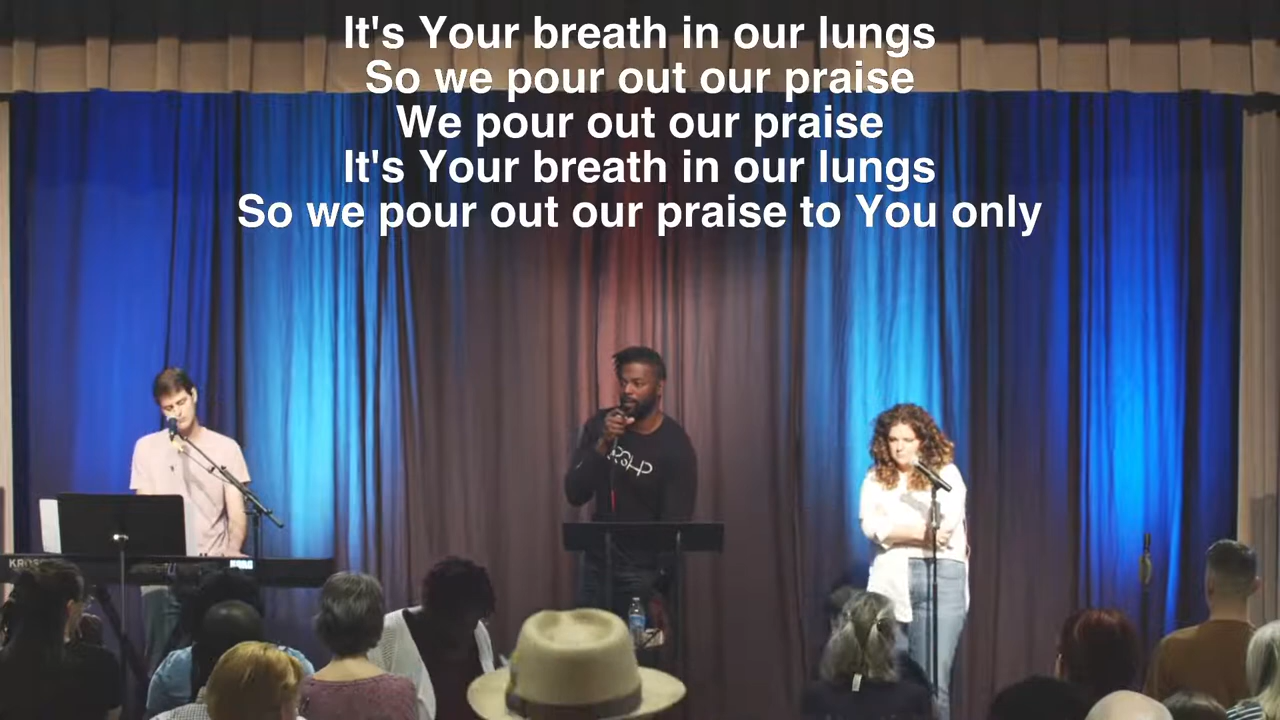 It's Your breath in our lungs
So we pour out our praise
We pour out our praise
It's Your breath in our lungs
So we pour out our praise to You only
KORG